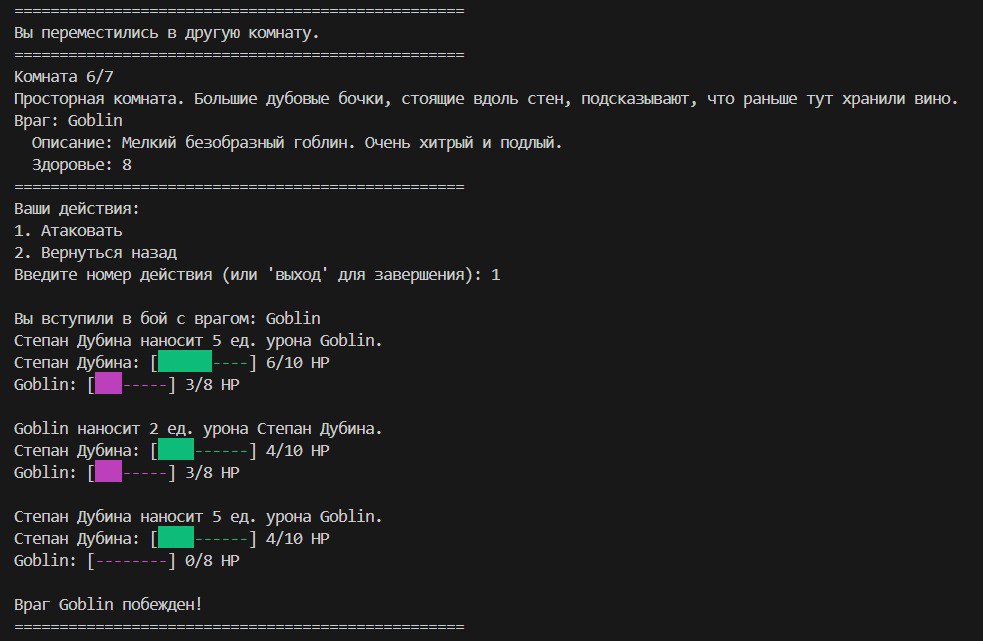 ==================================================
Вы переместились в другую комнату.
==================================================
Комната 6/7
Просторная комната. Большие дубовые бочки, стоящие вдоль стен, подсказывают, что раньше тут хранили вино.
Враг: Goblin
  Описание: Мелкий безобразный гоблин. Очень хитрый и подлый.
  Здоровье: 8
==================================================
Ваши действия:
1. Атаковать
2. Вернуться назад
Введите номер действия (или 'выход' для завершения): 1

Вы вступили в бой с врагом: Goblin
Степан Дубина наносит 5 ед. урона Goblin.
Степан Дубина: [██████----] 6/10 HP
Goblin: [███-----] 3/8 HP

Goblin наносит 2 ед. урона Степан Дубина.
Степан Дубина: [████------] 4/10 HP
Goblin: [███-----] 3/8 HP

Степан Дубина наносит 5 ед. урона Goblin.
Степан Дубина: [████------] 4/10 HP
Goblin: [--------] 0/8 HP

Враг Goblin побежден!
==================================================